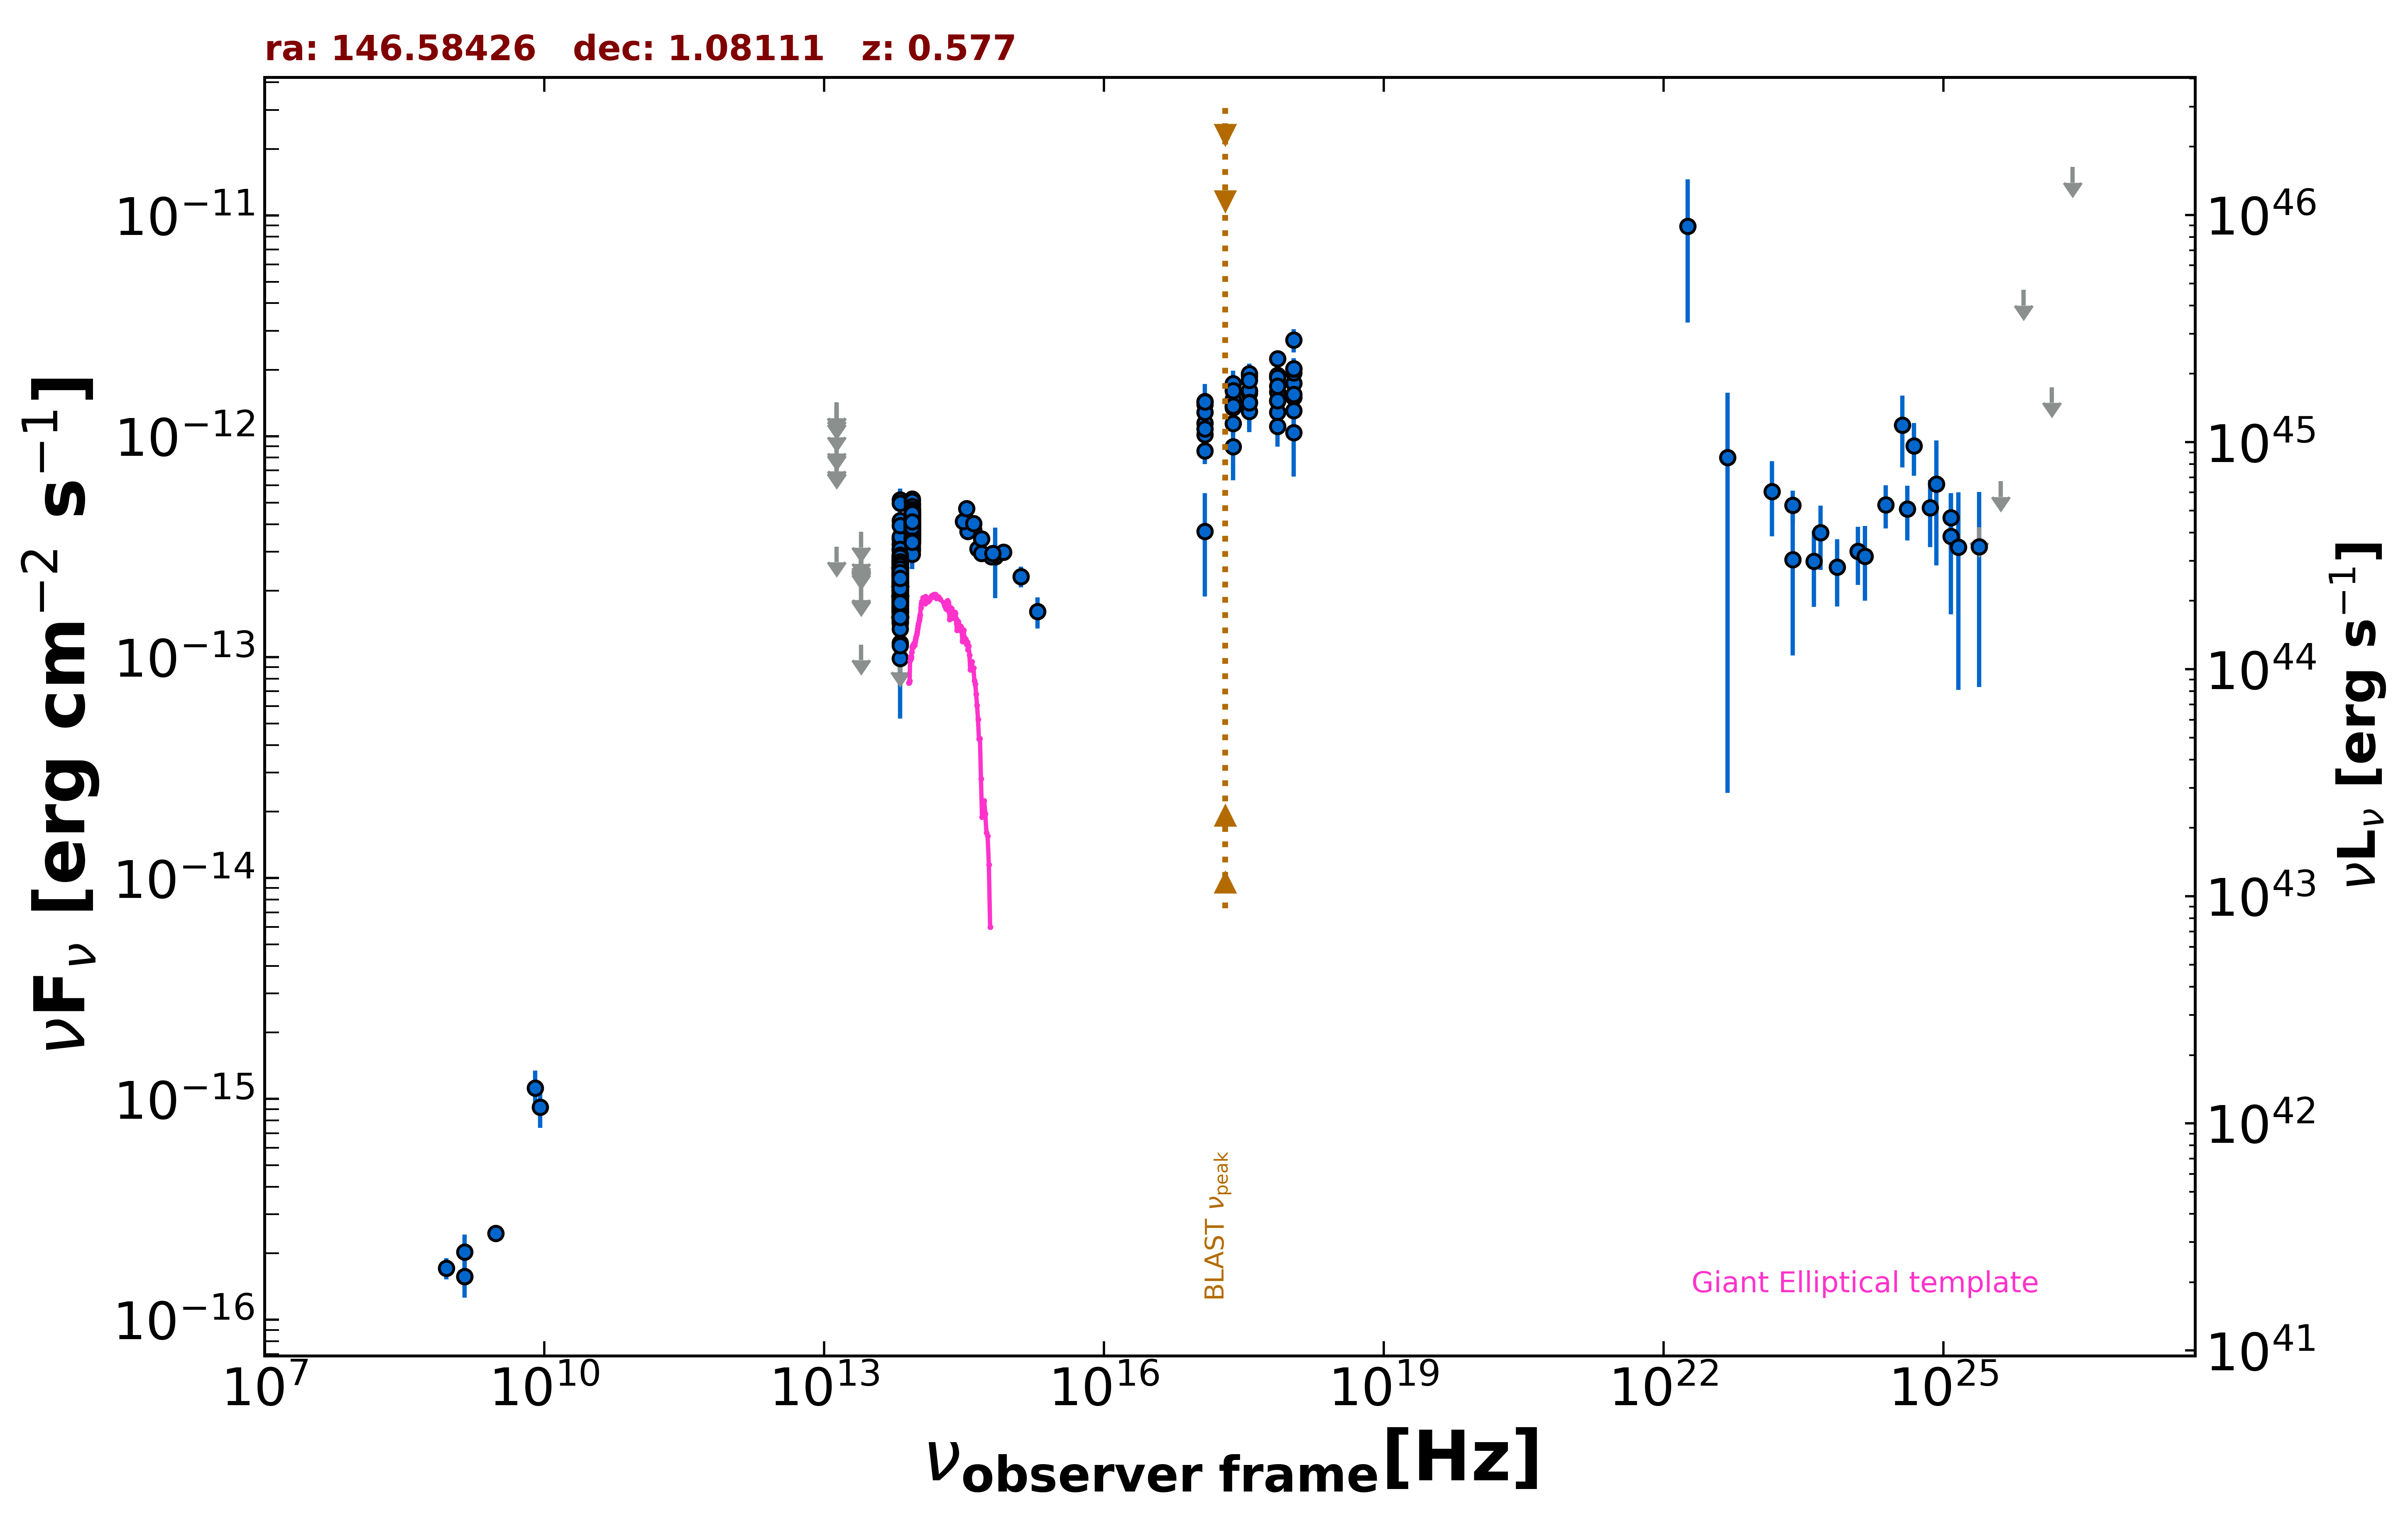 ra: 146.58426   dec: 1.08111   z: 0.577
νFν [erg cm−2 s−1]
10−11
10−12
10−13
10−14
10−15
10−16
1046
1045
1044
1043
1042
1041
νLν [erg s−1]
BLAST νpeak
Giant Elliptical template
107 1010 1013 1016 1019 1022 1025
νobserver frame[Hz]